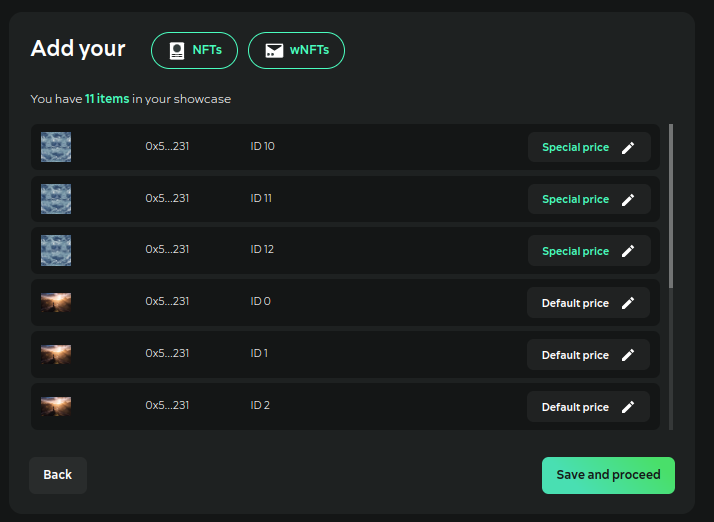 Add your NFTs wNFTs
You have 11 items in your showcase
0x5...231 ID 10 Special price
0x5...231 ID 11 Special price
0x5...231 ID 12 Special price
0x5...231 ID 0 Default price
0x5...231 ID 1 Default price
0x5...231 ID 2 Default price
Back Save and proceed